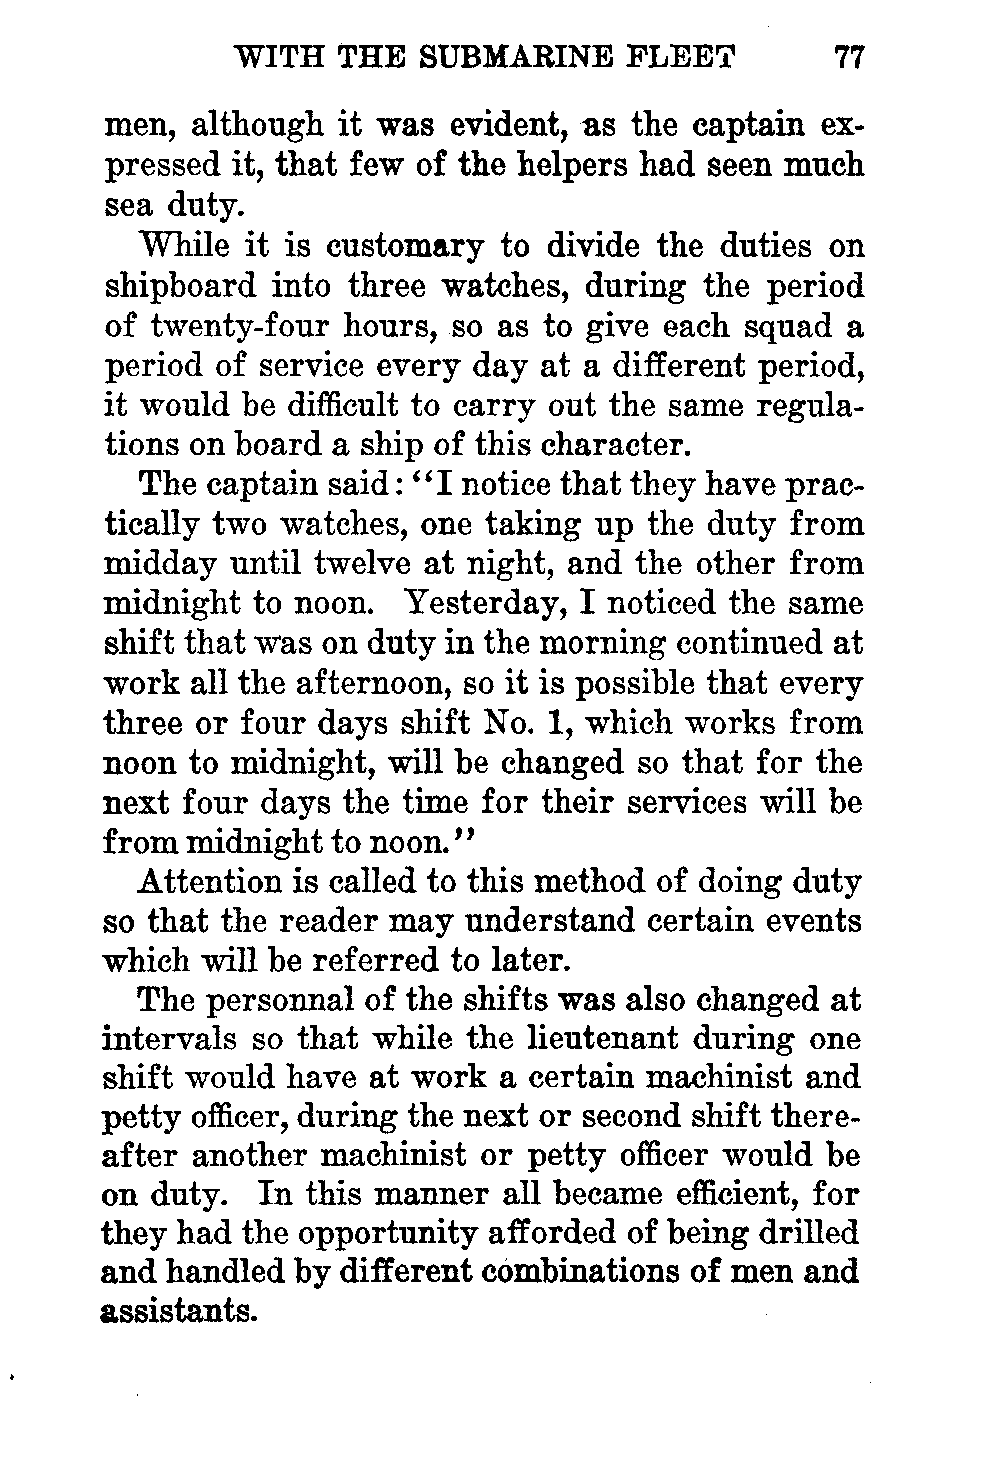 WITH THE SUBMARINE FLEET 77
men, although it was evident, as the captain ex-
pressed it, that few of the helpers had seen much
sea duty.
While it is customary to divide the duties on
shipboard into three watches, during the period
of twenty-four hours, so as to give each squad a
period of service every day at a different period,
it would be difficult to carry out the same regula-
tions on board a ship of this character.
The captain said: "I notice that they have prac-
tically two watches, one taking up the duty from
midday until twelve at night, and the other from
midnight to noon. Yesterday, I noticed the same
shift that was on duty in the morning continued at
work all the afternoon, so it is possible that every
three or four days shift No. 1, which works from
noon to midnight, will be changed so that for the
next four days the time for their services will be
from midnight to noon."
Attention is called to this method of doing duty
so that the reader may understand certain events
which will be referred to later.
The personnal of the shifts was also changed at
intervals so that while the lieutenant during one
shift would have at work a certain machinist and
petty officer, during the next or second shift there-
after another machinist or petty officer would be
on duty. In this manner all became efficient, for
they had the opportunity afforded of being drilled
and handled by different combinations of men and
assistants.